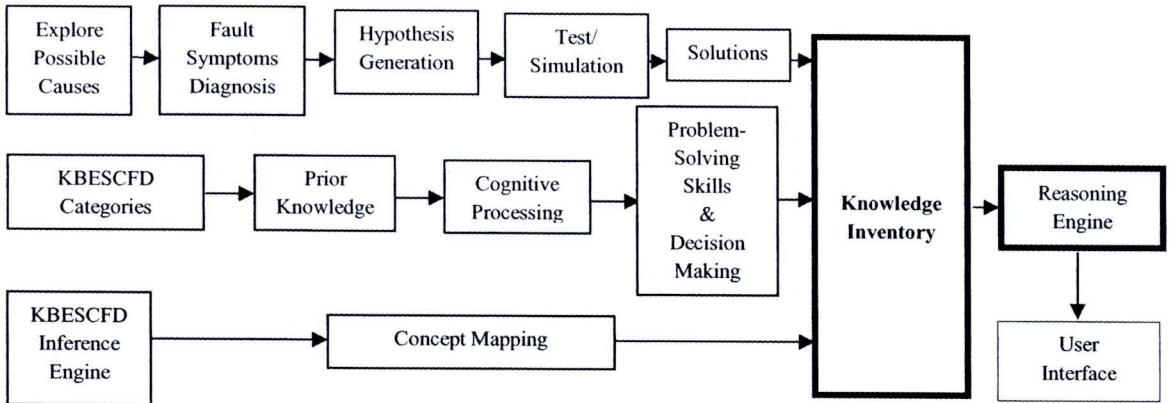 Explore
Possible
Causes
Fault
Symptoms
Diagnosis
Hypothesis
Generation
Test/
Simulation
Solutions
KBESCFD
Categories
Prior
Knowledge
Cognitive
Processing
Problem-
Solving
Skills
&
Decision
Making
KBESCFD
Inference
Engine
Concept Mapping
Knowledge
Inventory
Reasoning
Engine
User
Interface